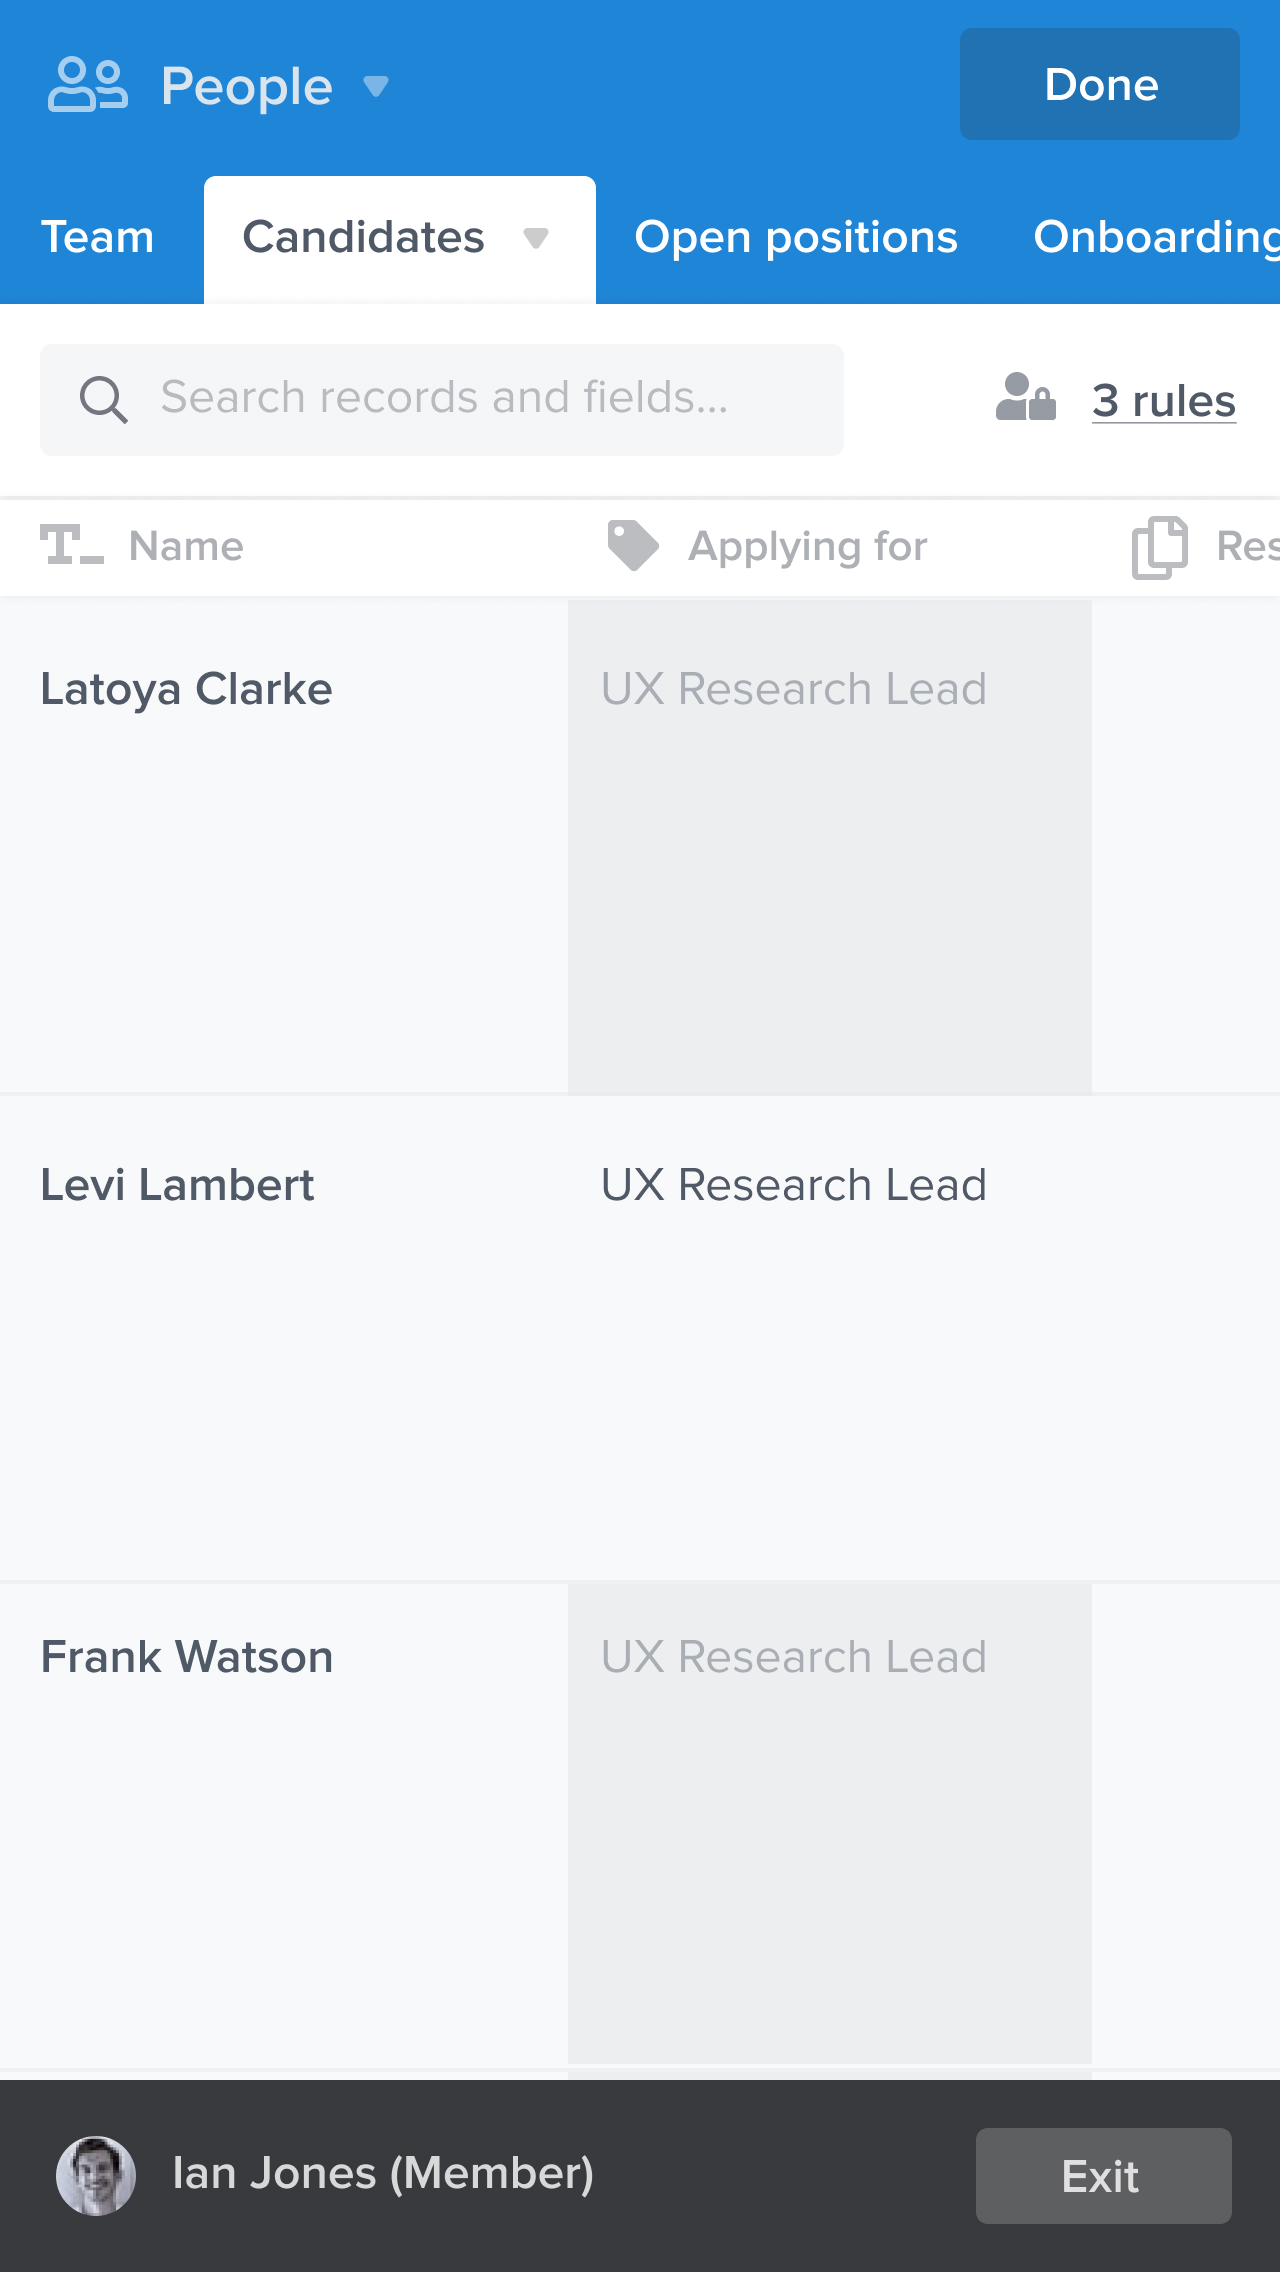 People
Done
Team
Candidates
Open positions
Onboarding
Search records and fields...
3 rules
Name
Applying for
Res
Latoya Clarke
UX Research Lead
Levi Lambert
UX Research Lead
Frank Watson
UX Research Lead
Ian Jones (Member)
Exit